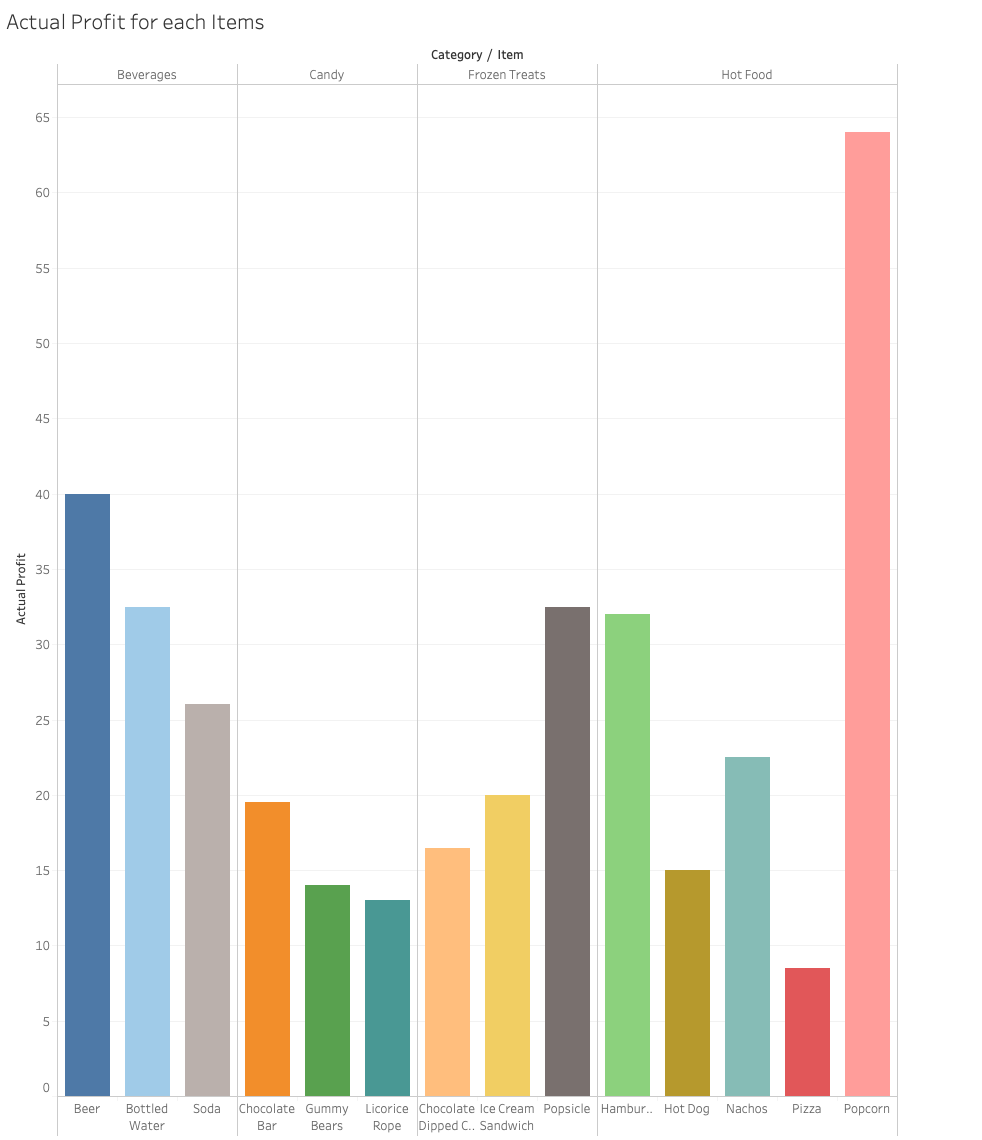 Actual Profit for each Items
Category / Item
Beverages Candy Frozen Treats Hot Food
65
60
55
50
45
40
35
30
25
20
15
10
5
0
Actual Profit
Beer Bottled Water Soda Chocolate Bar Gummy Bears Licorice Rope Chocolate Dipped C.. Ice Cream Sandwich Popsicle Hambur.. Hot Dog Nachos Pizza Popcorn